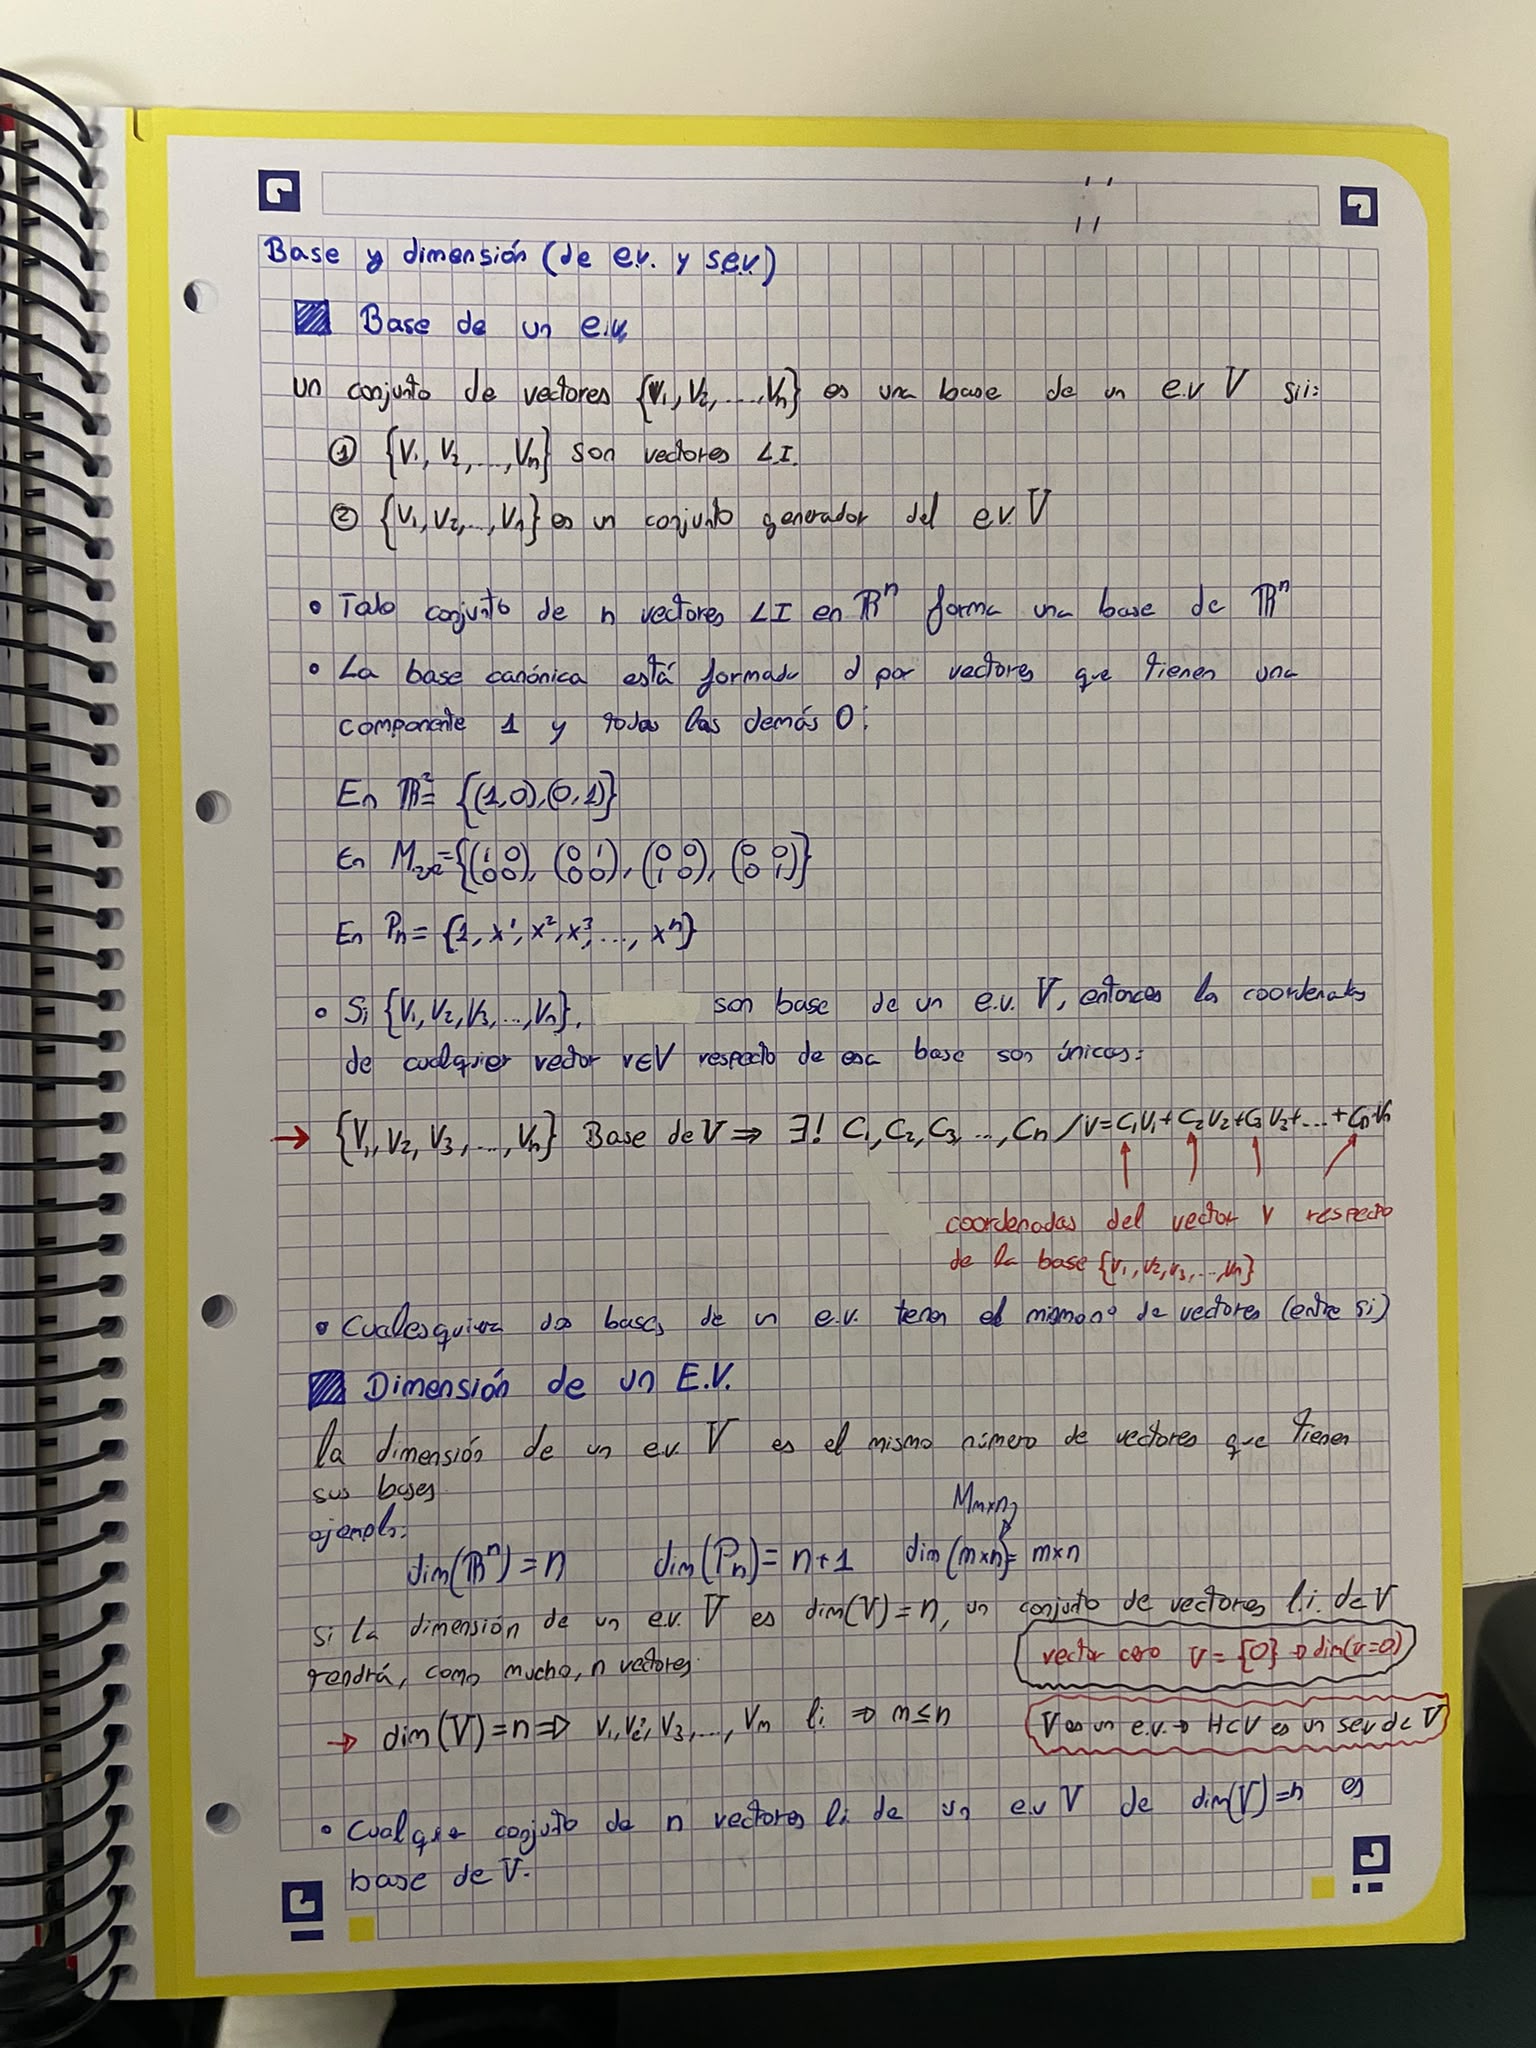 Base y dimensión (de e.v. y s.e.v.)
Base de un e.v.
un conjunto de vectores {V₁, V₂, ..., Vₙ} es una base de un e.v V sii:
① {V₁, V₂, ..., Vₙ} son vectores LI.
② {V₁, V₂, ..., Vₙ} es un conjunto generador del e.v. V
• Todo conjunto de n vectores LI en ℝⁿ forma una base de ℝⁿ
• La base canónica está formada d por vectores que tienen una
componente 1 y todas las demás 0:
En ℝ² = {(1,0), (0,1)}
En M₂ₓ₂ = {(1 0 / 0 0), (0 1 / 0 0), (0 0 / 1 0), (0 0 / 0 1)}
En Pₙ = {1, x¹, x², x³, ..., xⁿ}
• Si {V₁, V₂, V₃, ..., Vₙ}, son base de un e.v. V, entonces la coordenadas
de cualquier vector v∈V respecto de esa base son únicas:
→ {V₁, V₂, V₃, ..., Vₙ} Base de V ⇒ ∃! C₁, C₂, C₃, ..., Cₙ / v = C₁V₁ + C₂V₂ + C₃V₃ + ... + Cₙ·Vₙ
coordenadas del vector v respecto
de la base {v₁, v₂, v₃, ..., vₙ}
• Cualesquiera dos bases de un e.v. tenen el mismo nº de vectores (entre si)
Dimensión de un E.V.
la dimensión de un e.v. V es el mismo número de vectores que tienen
sus bases
ejemplo:
Mmxn
dim(ℝⁿ) = n dim(Pₙ) = n+1 dim(mxn) = mxn
si la dimensión de un e.v. V es dim(V) = n, un conjunto de vectores l.i. de V
tendrá, como mucho, n vectores.
vector cero V = {0} → dim(v=0)
→ dim(V) = n ⇒ V₁, V₂, V₃, ..., Vₘ li ⇒ m ≤ n
V es un e.v. → H⊂V es un sev de V
• Cualquier conjunto de n vectores li de un e.v V de dim(V) = n es
base de V.